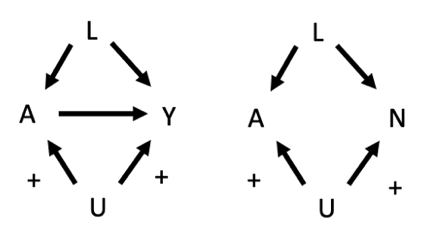 L L
A Y A N
+ + + +
U U